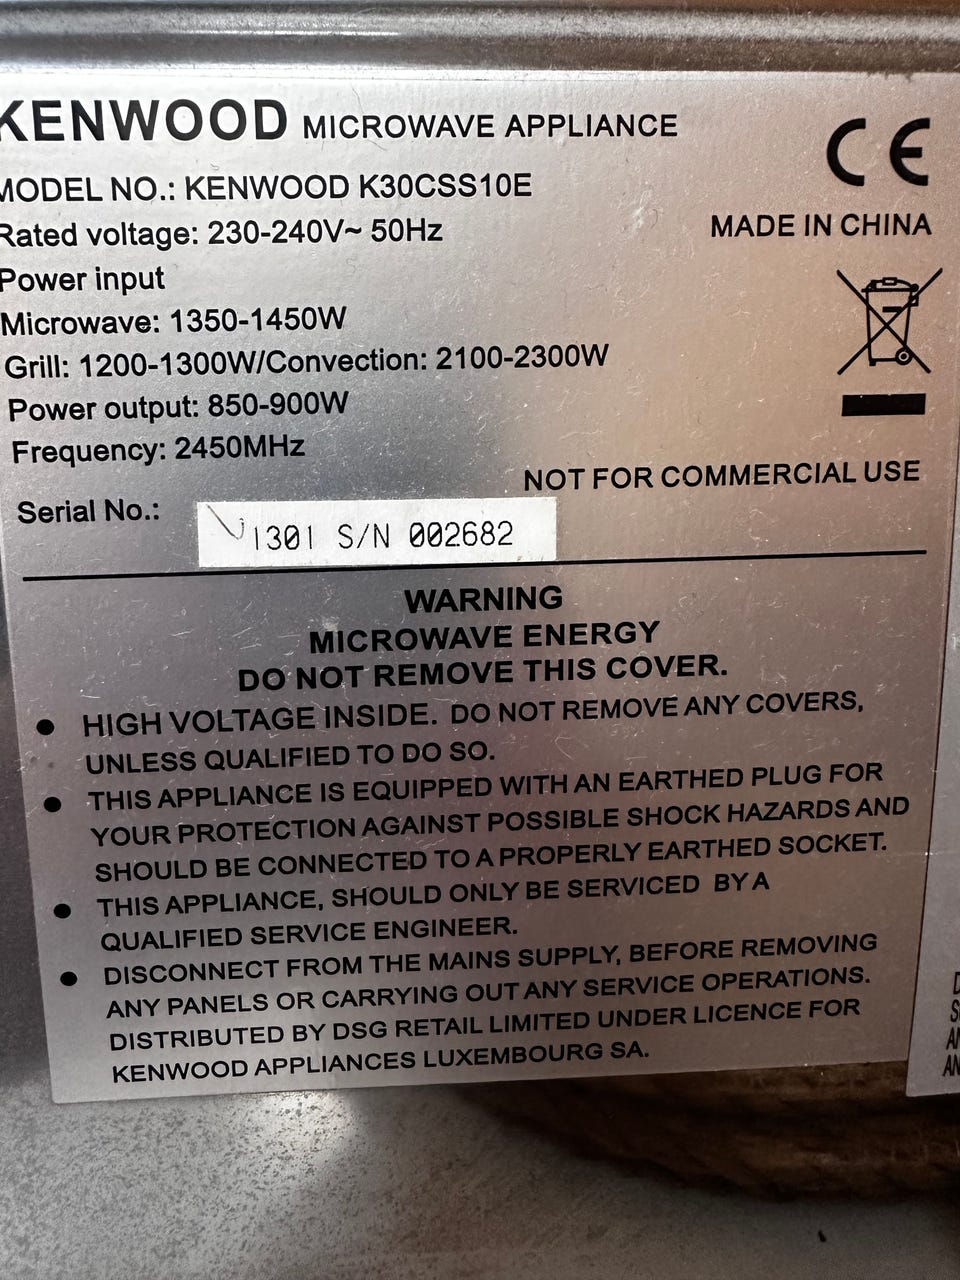 KENWOOD MICROWAVE APPLIANCE
CE
MODEL NO.: KENWOOD K30CSS10E
Rated voltage: 230-240V~ 50Hz
MADE IN CHINA
Power input
Microwave: 1350-1450W
Grill: 1200-1300W/Convection: 2100-2300W
Power output: 850-900W
Frequency: 2450MHz
NOT FOR COMMERCIAL USE
Serial No.:
1301 S/N 002682
WARNING
MICROWAVE ENERGY
DO NOT REMOVE THIS COVER.
● HIGH VOLTAGE INSIDE. DO NOT REMOVE ANY COVERS,
UNLESS QUALIFIED TO DO SO.
● THIS APPLIANCE IS EQUIPPED WITH AN EARTHED PLUG FOR
YOUR PROTECTION AGAINST POSSIBLE SHOCK HAZARDS AND
SHOULD BE CONNECTED TO A PROPERLY EARTHED SOCKET.
● THIS APPLIANCE, SHOULD ONLY BE SERVICED BY A
QUALIFIED SERVICE ENGINEER.
● DISCONNECT FROM THE MAINS SUPPLY, BEFORE REMOVING
ANY PANELS OR CARRYING OUT ANY SERVICE OPERATIONS.
DISTRIBUTED BY DSG RETAIL LIMITED UNDER LICENCE FOR
KENWOOD APPLIANCES LUXEMBOURG SA.